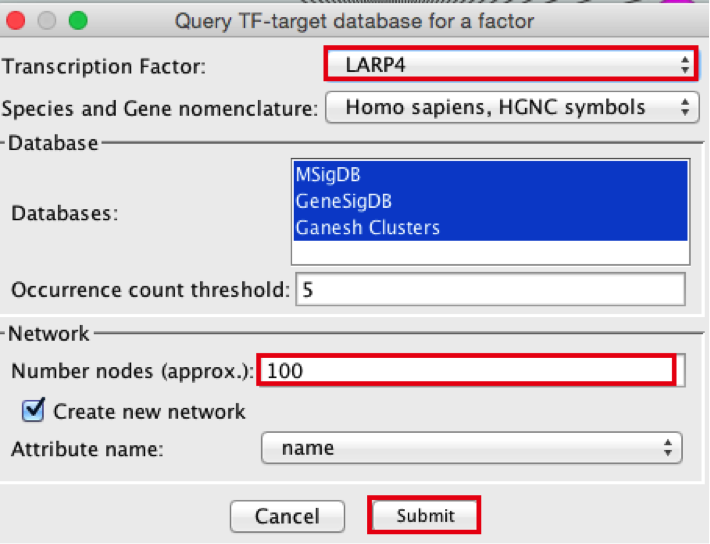 Query TF-target database for a factor
Transcription Factor: LARP4
Species and Gene nomenclature: Homo sapiens, HGNC symbols
Database
Databases:
MSigDB
GeneSigDB
Ganesh Clusters
Occurrence count threshold: 5
Network
Number nodes (approx.): 100
Create new network
Attribute name: name
Cancel Submit